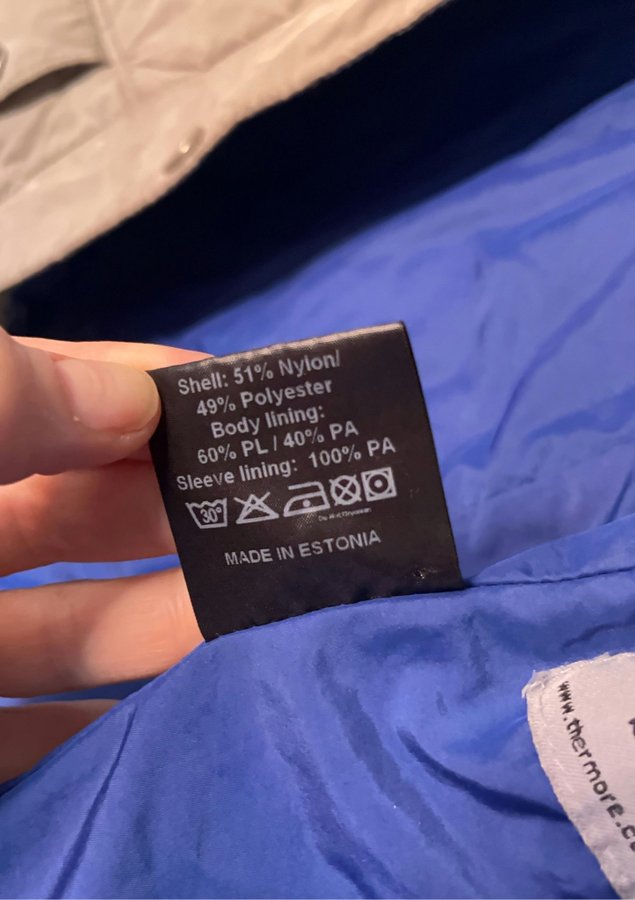 Shell: 51% Nylon/
49% Polyester
Body lining:
60% PL / 40% PA
Sleeve lining: 100% PA
30°
MADE IN ESTONIA
www.thermore.c